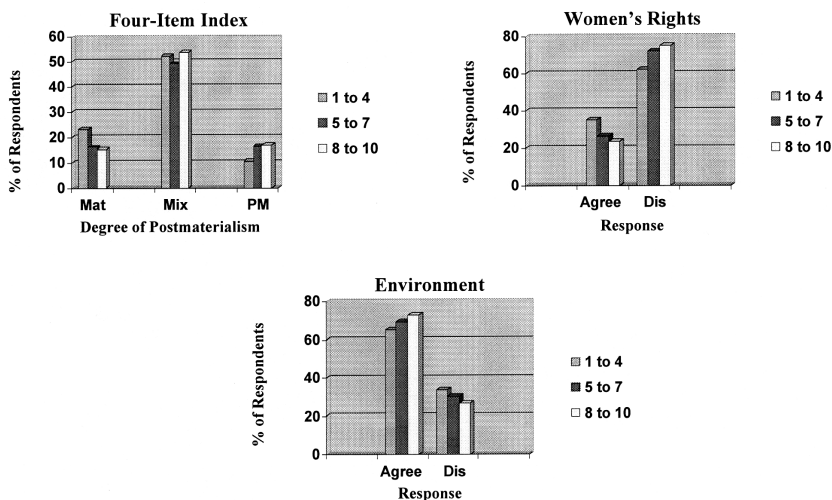 Four-Item Index
60
50
40
30
20
10
0
% of Respondents
Mat Mix PM
Degree of Postmaterialism
1 to 4
5 to 7
8 to 10
Women's Rights
80
60
40
20
0
% of Respondents
Agree Dis
Response
1 to 4
5 to 7
8 to 10
Environment
80
60
40
20
0
% of Respondents
Agree Dis
Response
1 to 4
5 to 7
8 to 10